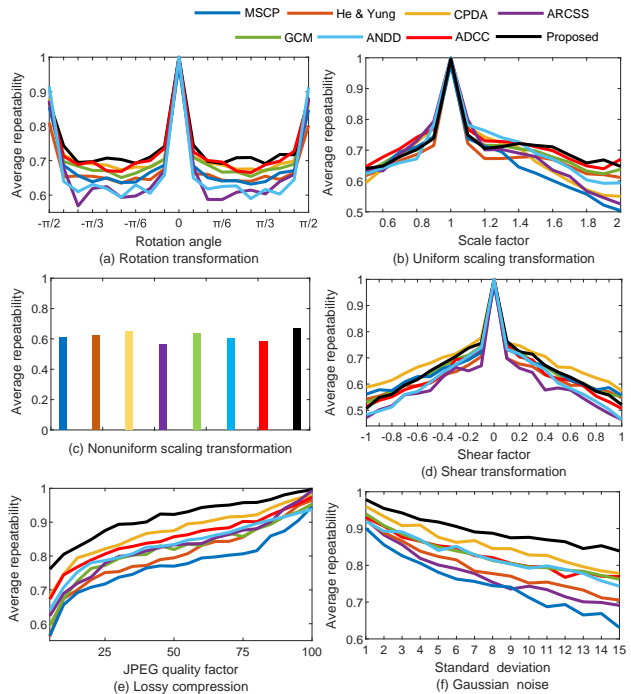 MSCP He & Yung CPDA ARCSS
GCM ANDD ADCC Proposed
Average repeatability
1
0.9
0.8
0.7
0.6
-π/2 -π/3 -π/6 0 π/6 π/3 π/2
Rotation angle
(a) Rotation transformation
Average repeatability
1
0.9
0.8
0.7
0.6
0.5
0.6 0.8 1 1.2 1.4 1.6 1.8 2
Scale factor
(b) Uniform scaling transformation
Average repeatability
1
0.8
0.6
0.4
0.2
0
(c) Nonuniform scaling transformation
Average repeatability
1
0.9
0.8
0.7
0.6
0.5
-1 -0.8 -0.6 -0.4 -0.2 0 0.2 0.4 0.6 0.8 1
Shear factor
(d) Shear transformation
Average repeatability
1
0.9
0.8
0.7
0.6
25 50 75 100
JPEG quality factor
(e) Lossy compression
Average repeatability
1
0.9
0.8
0.7
0.6
1 2 3 4 5 6 7 8 9 10 11 12 13 14 15
Standard deviation
(f) Gaussian noise